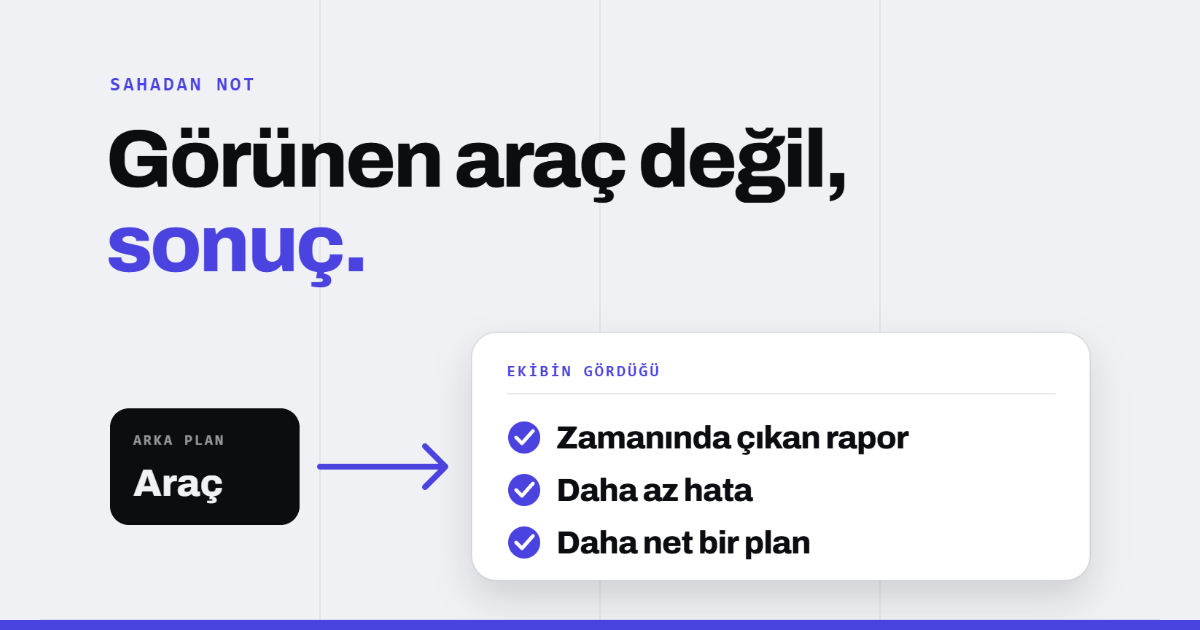 SAHADAN NOT
Görünen araç değil,
sonuç.
ARKA PLAN
Araç
EKİBİN GÖRDÜĞÜ
Zamanında çıkan rapor
Daha az hata
Daha net bir plan